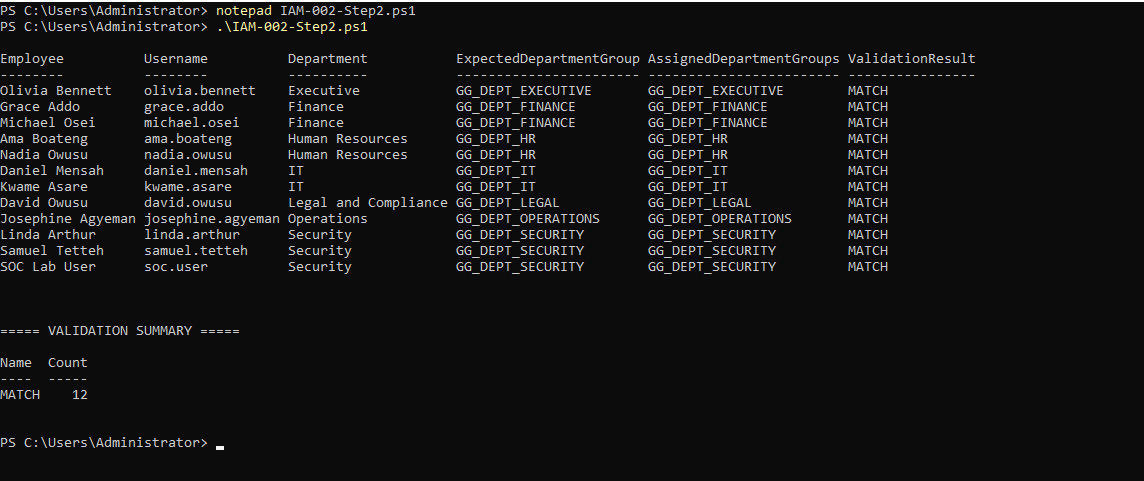 PS C:\Users\Administrator> notepad IAM-002-Step2.ps1
PS C:\Users\Administrator> .\IAM-002-Step2.ps1
Employee Username Department ExpectedDepartmentGroup AssignedDepartmentGroups ValidationResult
-------- -------- ---------- ----------------------- ------------------------ ----------------
Olivia Bennett olivia.bennett Executive GG_DEPT_EXECUTIVE GG_DEPT_EXECUTIVE MATCH
Grace Addo grace.addo Finance GG_DEPT_FINANCE GG_DEPT_FINANCE MATCH
Michael Osei michael.osei Finance GG_DEPT_FINANCE GG_DEPT_FINANCE MATCH
Ama Boateng ama.boateng Human Resources GG_DEPT_HR GG_DEPT_HR MATCH
Nadia Owusu nadia.owusu Human Resources GG_DEPT_HR GG_DEPT_HR MATCH
Daniel Mensah daniel.mensah IT GG_DEPT_IT GG_DEPT_IT MATCH
Kwame Asare kwame.asare IT GG_DEPT_IT GG_DEPT_IT MATCH
David Owusu david.owusu Legal and Compliance GG_DEPT_LEGAL GG_DEPT_LEGAL MATCH
Josephine Agyeman josephine.agyeman Operations GG_DEPT_OPERATIONS GG_DEPT_OPERATIONS MATCH
Linda Arthur linda.arthur Security GG_DEPT_SECURITY GG_DEPT_SECURITY MATCH
Samuel Tetteh samuel.tetteh Security GG_DEPT_SECURITY GG_DEPT_SECURITY MATCH
SOC Lab User soc.user Security GG_DEPT_SECURITY GG_DEPT_SECURITY MATCH
===== VALIDATION SUMMARY =====
Name Count
---- -----
MATCH 12
PS C:\Users\Administrator>